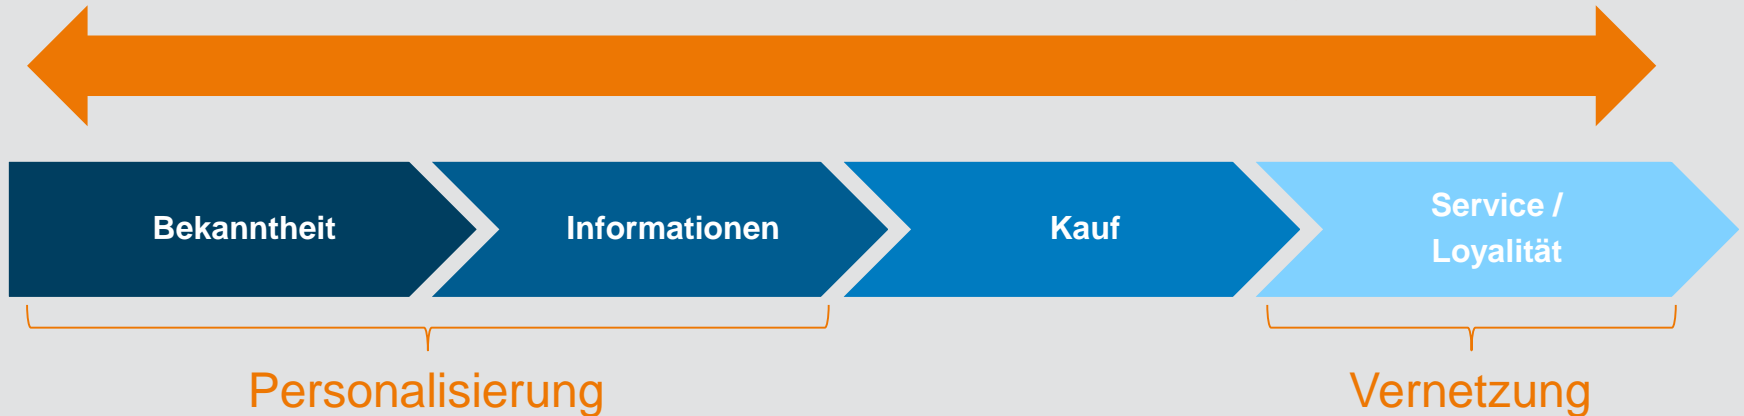 Bekanntheit
Informationen
Kauf
Service /
Loyalität
Personalisierung
Vernetzung